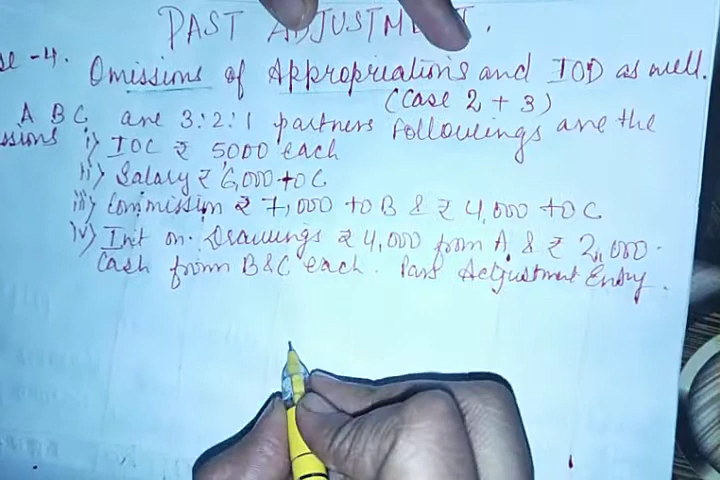 PAST ADJUSTMENT.
se -4. Omissions of Appropriations and IOD as well.
(Case 2 + 3)
A B C are 3:2:1 partners Followings are the
ssions i) IOC ₹ 5000 each
ii) Salary ₹ 6,000 to C
iii) Commission ₹ 7,000 to B & ₹ 4,000 to C
iv) Int on Drawings ₹ 4,000 from A & ₹ 2,000.
Cash from B & C each. Pass Adjustment Entry.